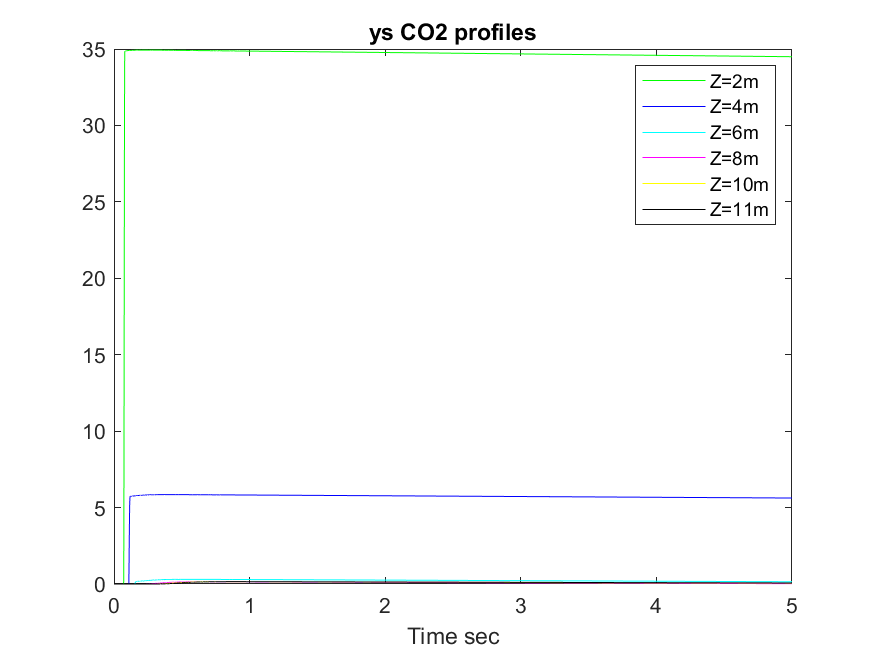 ys CO2 profiles
35
30
25
20
15
10
5
0
Z=2m
Z=4m
Z=6m
Z=8m
Z=10m
Z=11m
0 1 2 3 4 5
Time sec